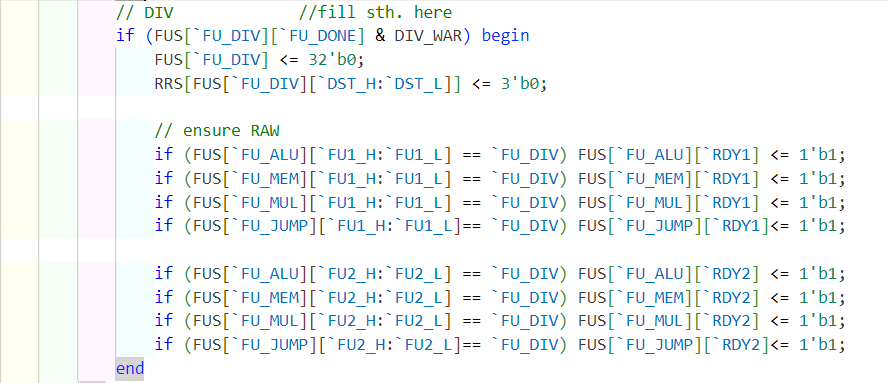 // DIV             //fill sth. here
if (FUS[`FU_DIV][`FU_DONE] & DIV_WAR) begin
    FUS[`FU_DIV] <= 32'b0;
    RRS[FUS[`FU_DIV][`DST_H:`DST_L]] <= 3'b0;

    // ensure RAW
    if (FUS[`FU_ALU][`FU1_H:`FU1_L] == `FU_DIV) FUS[`FU_ALU][`RDY1] <= 1'b1;
    if (FUS[`FU_MEM][`FU1_H:`FU1_L] == `FU_DIV) FUS[`FU_MEM][`RDY1] <= 1'b1;
    if (FUS[`FU_MUL][`FU1_H:`FU1_L] == `FU_DIV) FUS[`FU_MUL][`RDY1] <= 1'b1;
    if (FUS[`FU_JUMP][`FU1_H:`FU1_L]== `FU_DIV) FUS[`FU_JUMP][`RDY1]<= 1'b1;

    if (FUS[`FU_ALU][`FU2_H:`FU2_L] == `FU_DIV) FUS[`FU_ALU][`RDY2] <= 1'b1;
    if (FUS[`FU_MEM][`FU2_H:`FU2_L] == `FU_DIV) FUS[`FU_MEM][`RDY2] <= 1'b1;
    if (FUS[`FU_MUL][`FU2_H:`FU2_L] == `FU_DIV) FUS[`FU_MUL][`RDY2] <= 1'b1;
    if (FUS[`FU_JUMP][`FU2_H:`FU2_L]== `FU_DIV) FUS[`FU_JUMP][`RDY2]<= 1'b1;
end